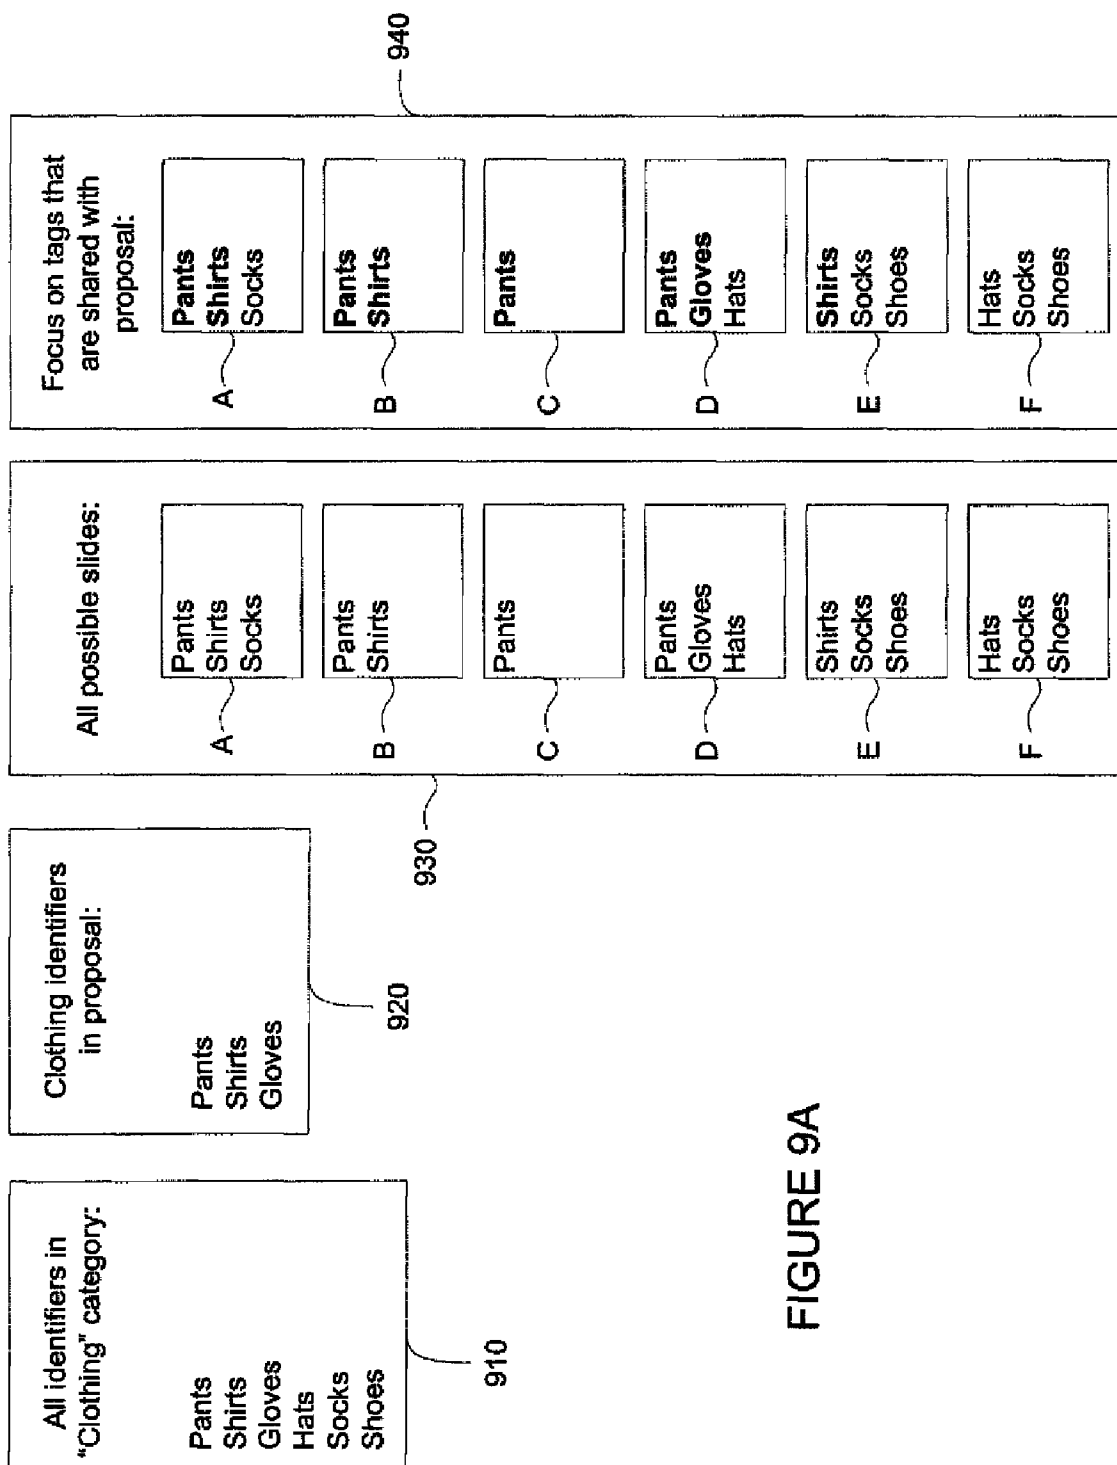 All identifiers in
"Clothing" category:
Pants
Shirts
Gloves
Hats
Socks
Shoes
910
Clothing identifiers
in proposal:
Pants
Shirts
Gloves
920
All possible slides:
A
Pants
Shirts
Socks
B
Pants
Shirts
C
Pants
D
Pants
Gloves
Hats
E
Shirts
Socks
Shoes
F
Hats
Socks
Shoes
930
Focus on tags that
are shared with
proposal:
A
Pants
Shirts
Socks
B
Pants
Shirts
C
Pants
D
Pants
Gloves
Hats
E
Shirts
Socks
Shoes
F
Hats
Socks
Shoes
940
FIGURE 9A